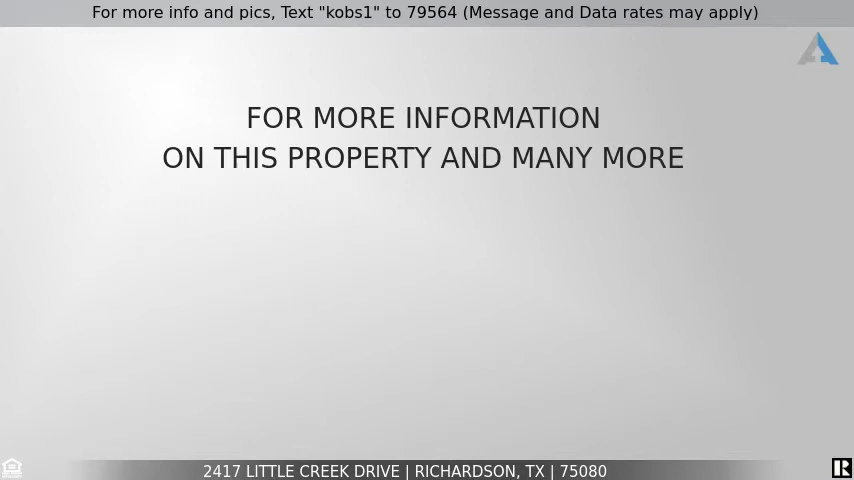 For more info and pics, Text "kobs1" to 79564 (Message and Data rates may apply)
FOR MORE INFORMATION
ON THIS PROPERTY AND MANY MORE
2417 LITTLE CREEK DRIVE | RICHARDSON, TX | 75080